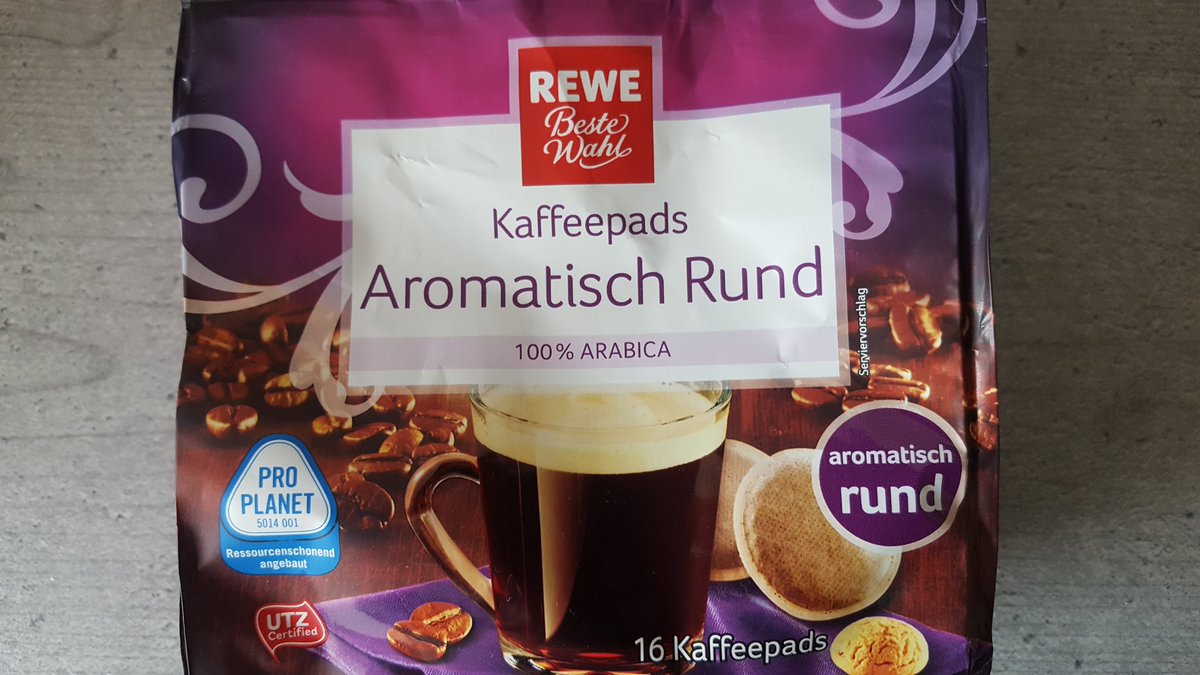 REWE
Beste
Wahl
Kaffeepads
Aromatisch Rund
100% ARABICA
Serviervorschlag
aromatisch
rund
PRO
PLANET
5014 001
Ressourcenschonend
angebaut
UTZ
Certified
16 Kaffeepads